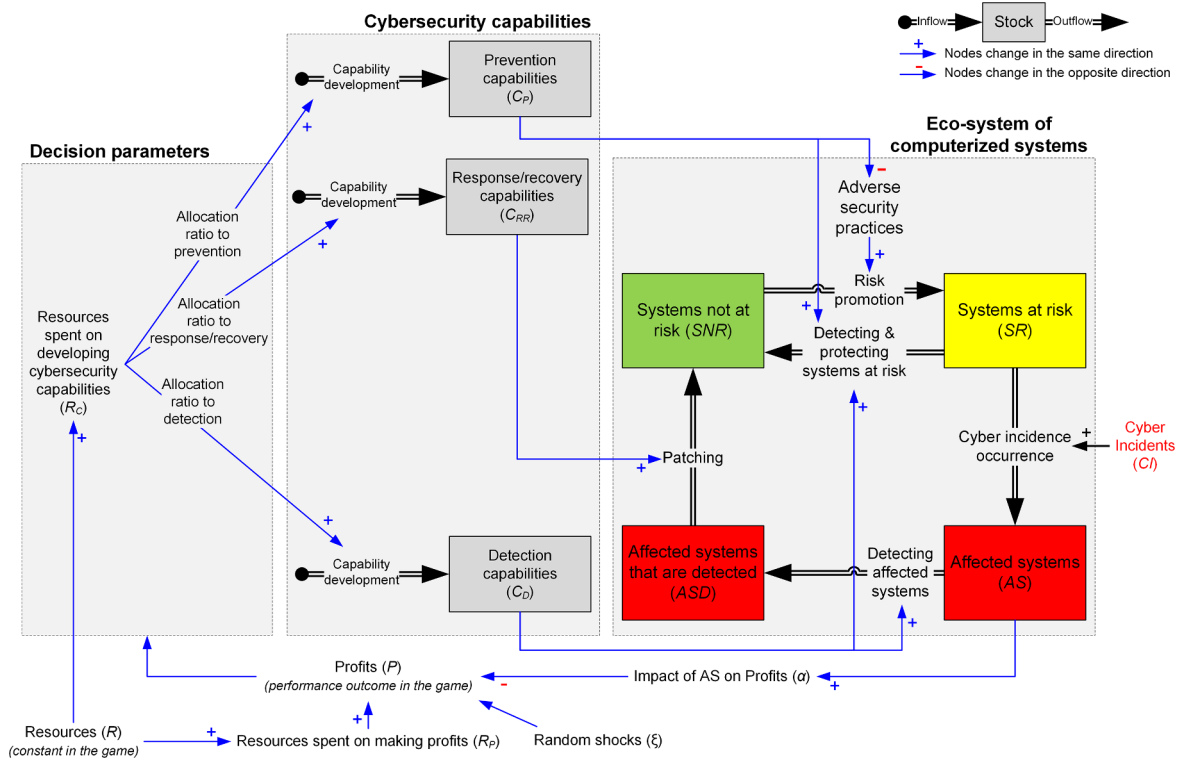 Cybersecurity capabilities
Inflow
Stock
Outflow
+
Nodes change in the same direction
-
Nodes change in the opposite direction
Capability
development
Prevention
capabilities
(CP)
+
Eco-system of
computerized systems
Decision parameters
Capability
development
Response/recovery
capabilities
(CRR)
+
-
Adverse
security
practices
+
Allocation
ratio to
prevention
Allocation
ratio to
response/recovery
Allocation
ratio to
detection
Resources
spent on
developing
cybersecurity
capabilities
(RC)
+
Systems not at
risk (SNR)
Risk
promotion
+
Detecting &
protecting
systems at risk
+
Systems at risk
(SR)
Cyber incidence
occurrence
+
Cyber
Incidents
(CI)
Patching
+
+
Capability
development
Detection
capabilities
(CD)
Affected systems
that are detected (ASD)
Detecting
affected
systems
+
Affected systems
(AS)
Profits (P)
(performance outcome in the game)
-
Impact of AS on Profits (α)
+
Resources (R)
(constant in the game)
+
Resources spent on making profits (RP)
+
Random shocks (ξ)